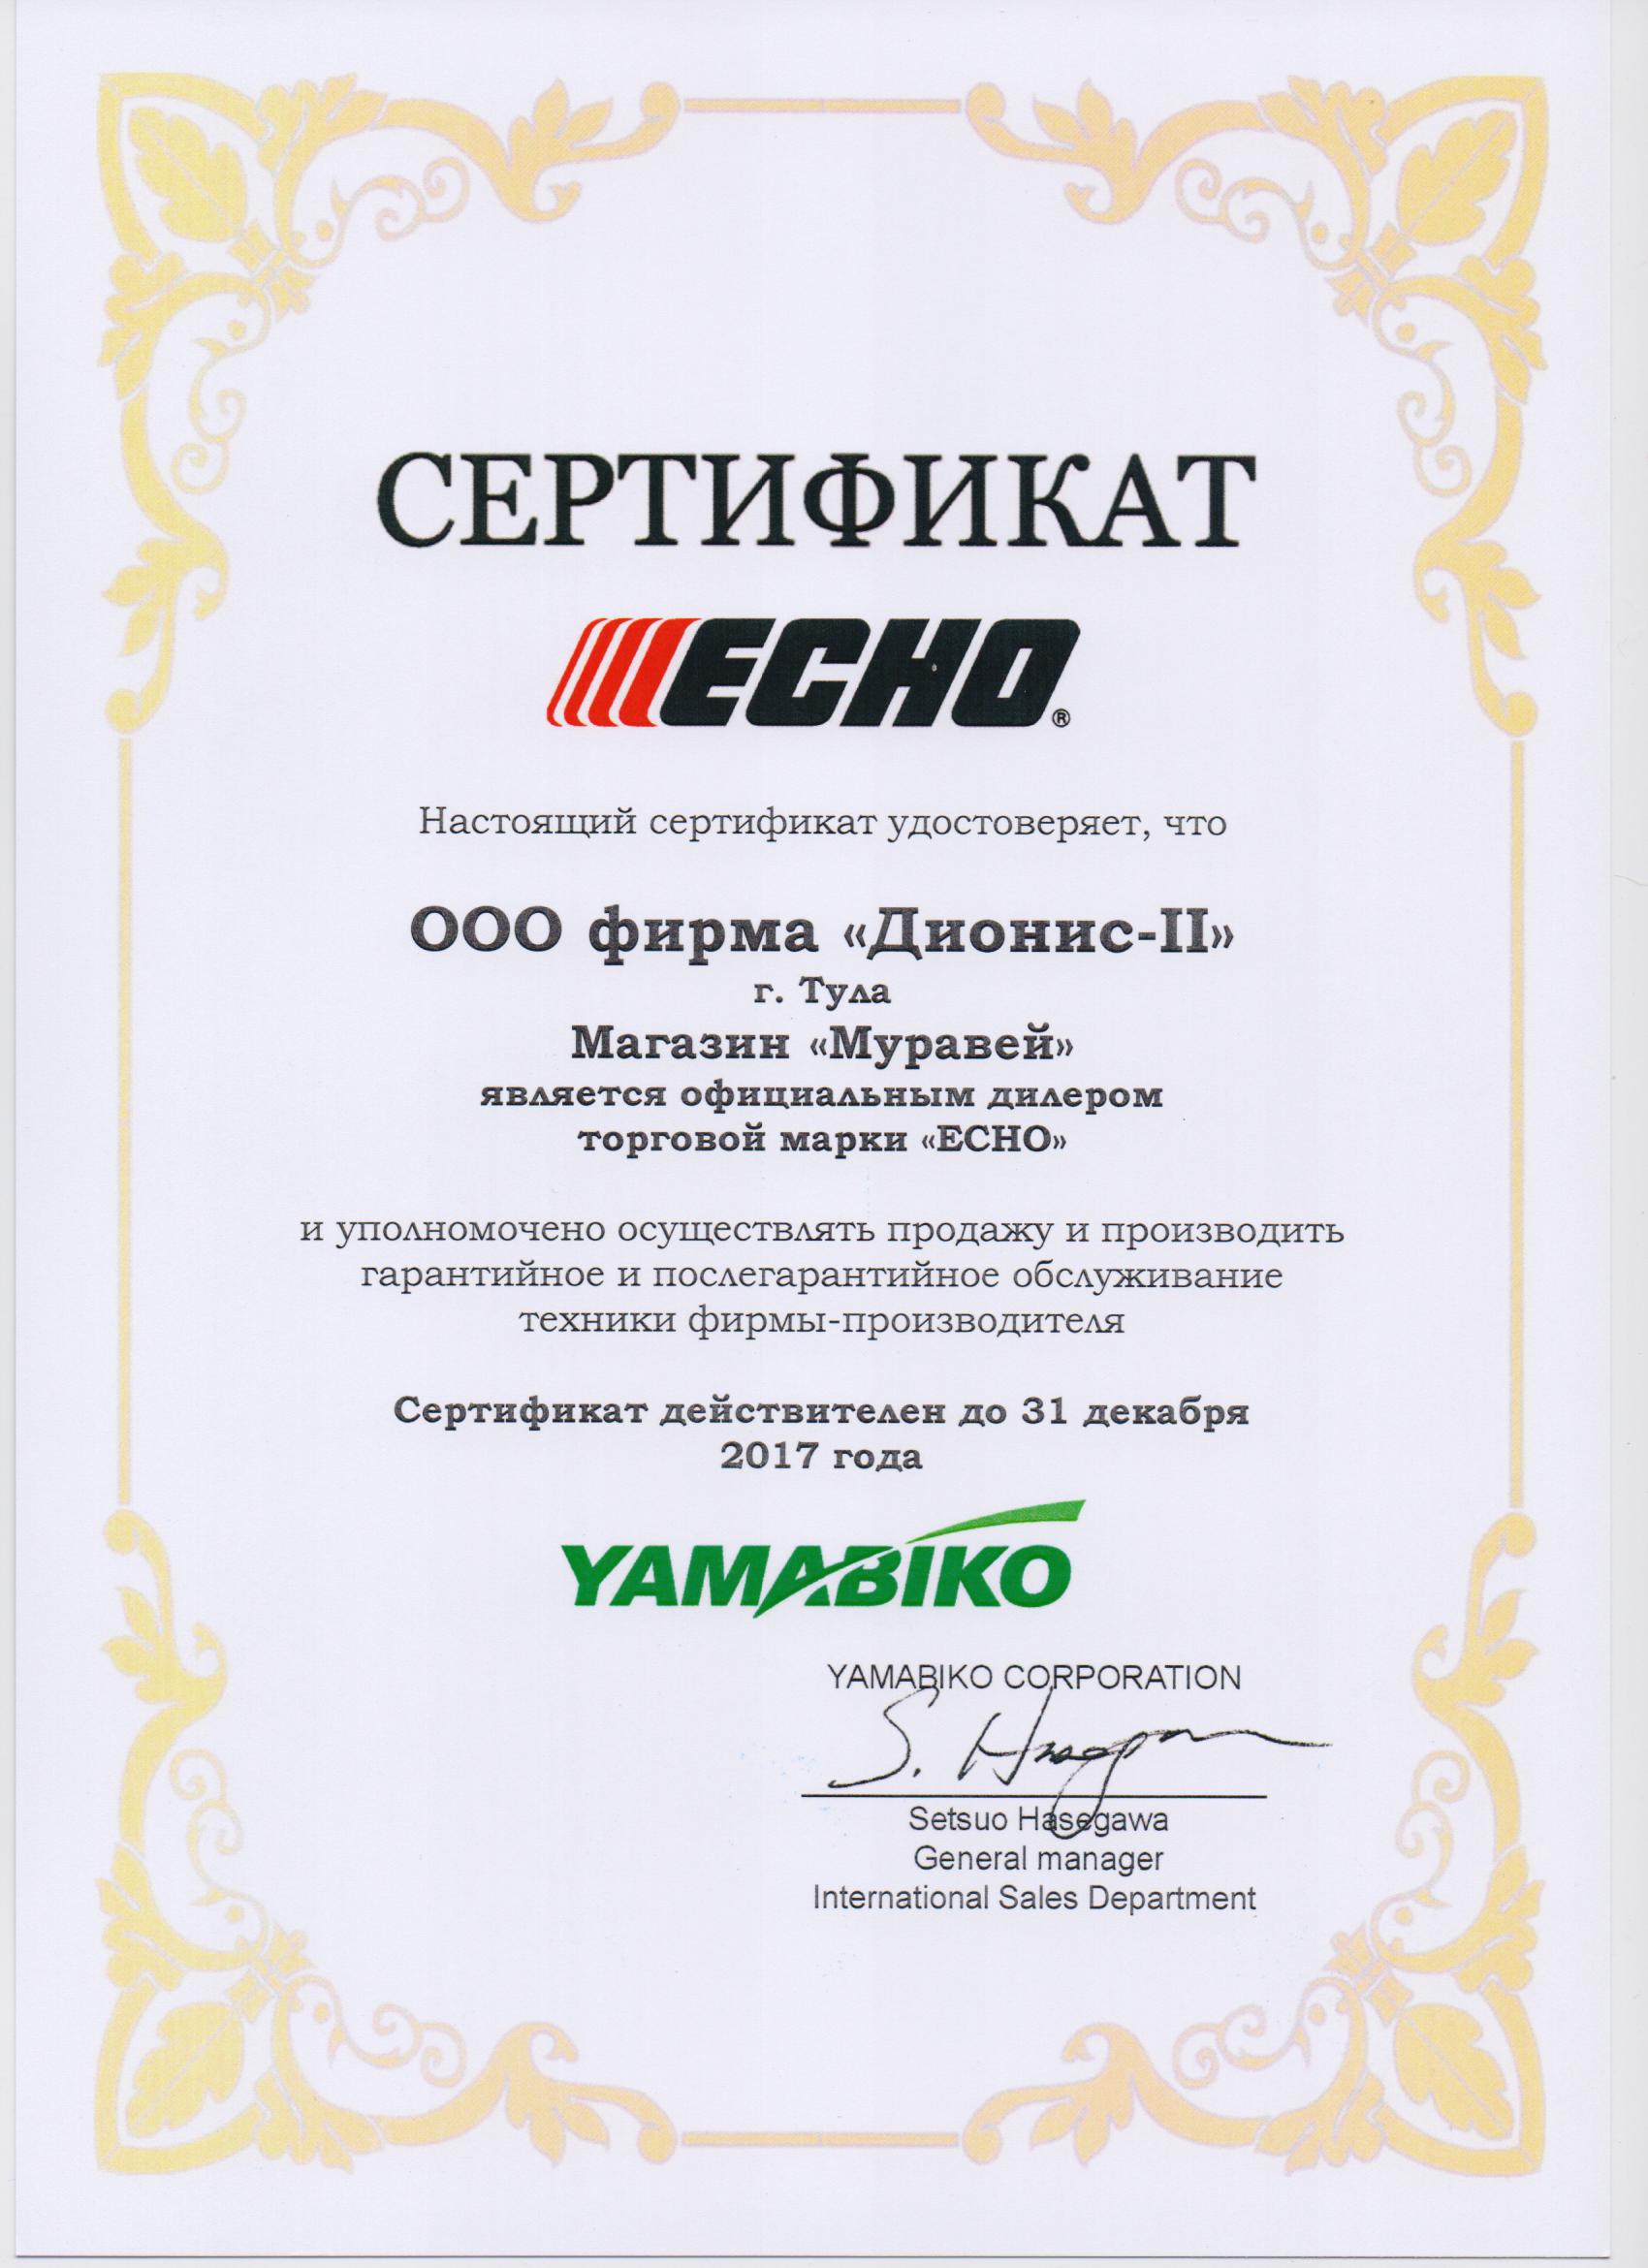 СЕРТИФИКАТ
ECHO®
Настоящий сертификат удостоверяет, что
ООО фирма «Дионис-II»
г. Тула
Магазин «Муравей»
является официальным дилером
торговой марки «ECHO»
и уполномочено осуществлять продажу и производить
гарантийное и послегарантийное обслуживание
техники фирмы-производителя
Сертификат действителен до 31 декабря
2017 года
YAMABIKO
YAMABIKO CORPORATION
S. Hasegawa
Setsuo Hasegawa
General manager
International Sales Department